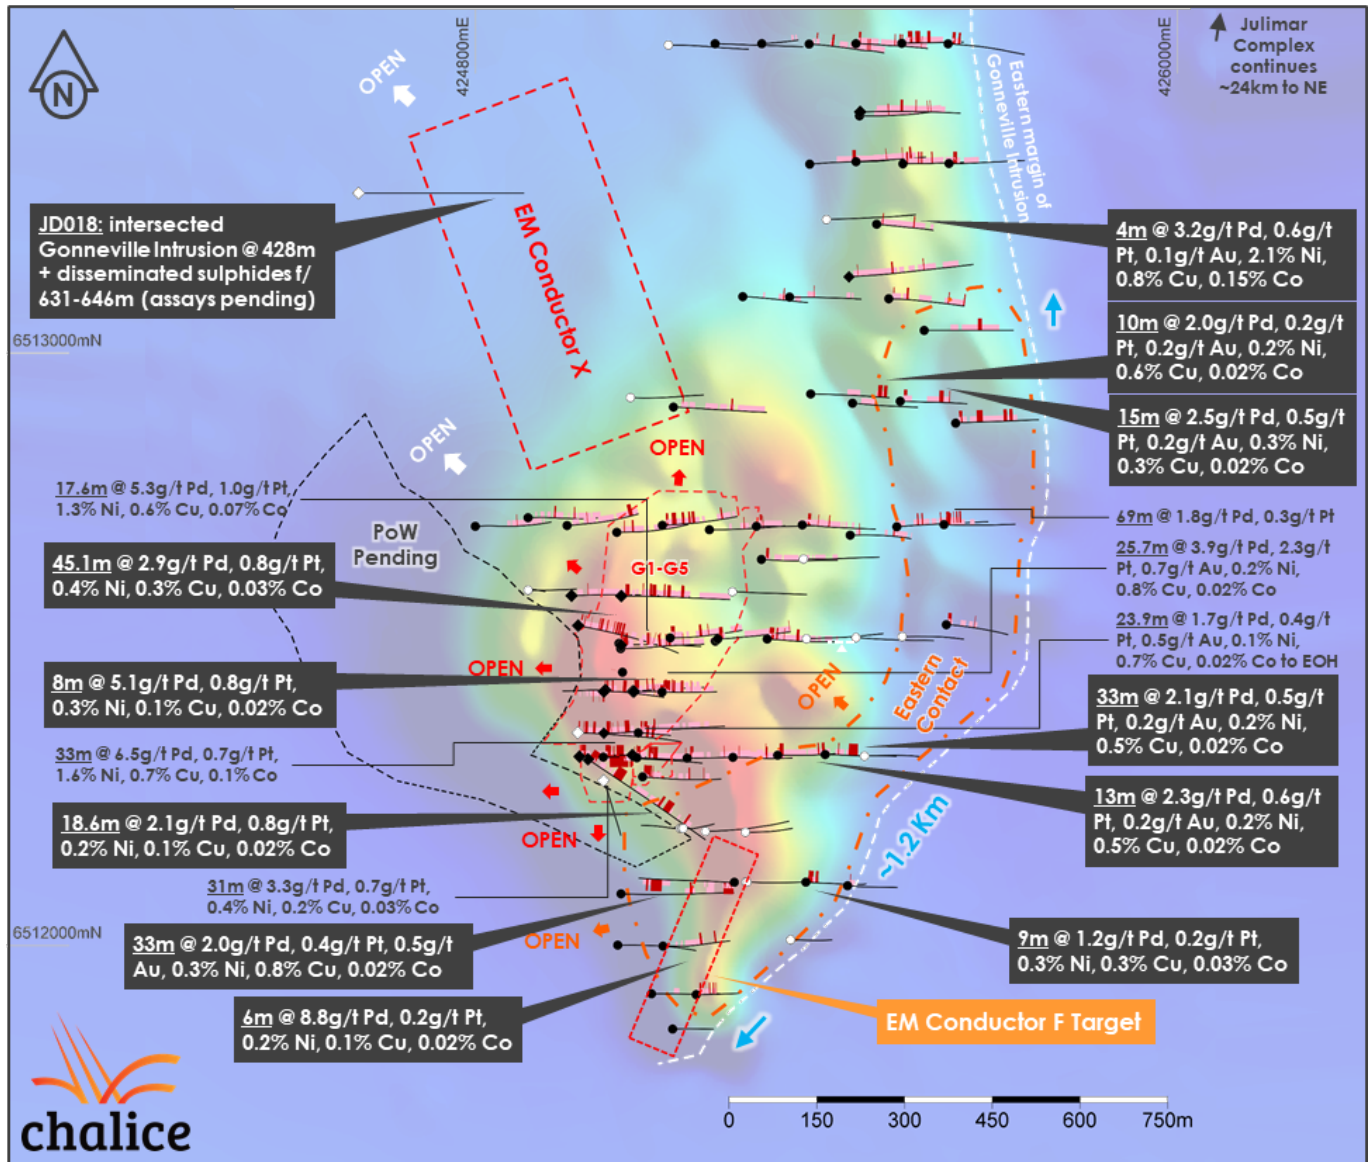 424800mE
426000mE
Julimar
Complex
continues
~24km to NE
N
OPEN
Eastern margin of
Gonneville Intrusion
JD018: intersected
Gonneville Intrusion @ 428m
+ disseminated sulphides f/
631-646m (assays pending)
EM Conductor X
4m @ 3.2g/t Pd, 0.6g/t
Pt, 0.1g/t Au, 2.1% Ni,
0.8% Cu, 0.15% Co
6513000mN
10m @ 2.0g/t Pd, 0.2g/t
Pt, 0.2g/t Au, 0.2% Ni,
0.6% Cu, 0.02% Co
15m @ 2.5g/t Pd, 0.5g/t
Pt, 0.2g/t Au, 0.3% Ni,
0.3% Cu, 0.02% Co
OPEN
OPEN
17.6m @ 5.3g/t Pd, 1.0g/t Pt,
1.3% Ni, 0.6% Cu, 0.07% Co
PoW
Pending
69m @ 1.8g/t Pd, 0.3g/t Pt
45.1m @ 2.9g/t Pd, 0.8g/t Pt,
0.4% Ni, 0.3% Cu, 0.03% Co
G1-G5
25.7m @ 3.9g/t Pd, 2.3g/t
Pt, 0.7g/t Au, 0.2% Ni,
0.8% Cu, 0.02% Co
23.9m @ 1.7g/t Pd, 0.4g/t
Pt, 0.5g/t Au, 0.1% Ni,
0.7% Cu, 0.02% Co to EOH
OPEN
OPEN
Eastern
Contact
8m @ 5.1g/t Pd, 0.8g/t Pt,
0.3% Ni, 0.1% Cu, 0.02% Co
33m @ 2.1g/t Pd, 0.5g/t
Pt, 0.2g/t Au, 0.2% Ni,
0.5% Cu, 0.02% Co
33m @ 6.5g/t Pd, 0.7g/t Pt,
1.6% Ni, 0.7% Cu, 0.1% Co
13m @ 2.3g/t Pd, 0.6g/t
Pt, 0.2g/t Au, 0.2% Ni,
0.5% Cu, 0.02% Co
18.6m @ 2.1g/t Pd, 0.8g/t Pt,
0.2% Ni, 0.1% Cu, 0.02% Co
OPEN
~1.2 Km
31m @ 3.3g/t Pd, 0.7g/t Pt,
0.4% Ni, 0.2% Cu, 0.03% Co
6512000mN
OPEN
33m @ 2.0g/t Pd, 0.4g/t Pt, 0.5g/t
Au, 0.3% Ni, 0.8% Cu, 0.02% Co
9m @ 1.2g/t Pd, 0.2g/t Pt,
0.3% Ni, 0.3% Cu, 0.03% Co
6m @ 8.8g/t Pd, 0.2g/t Pt,
0.2% Ni, 0.1% Cu, 0.02% Co
EM Conductor F Target
chalice
0 150 300 450 600 750m